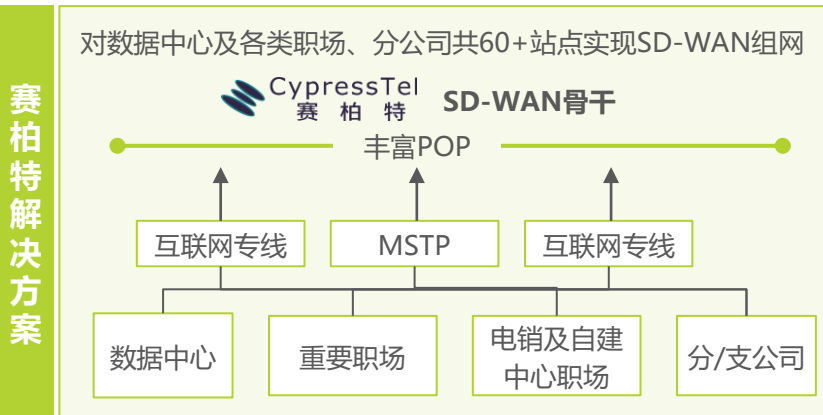 赛柏特解决方案
对数据中心及各类职场、分公司共60+站点实现SD-WAN组网
CypressTel
赛柏特
SD-WAN骨干
丰富POP
互联网专线
MSTP
互联网专线
数据中心
重要职场
电销及自建
中心职场
分/支公司